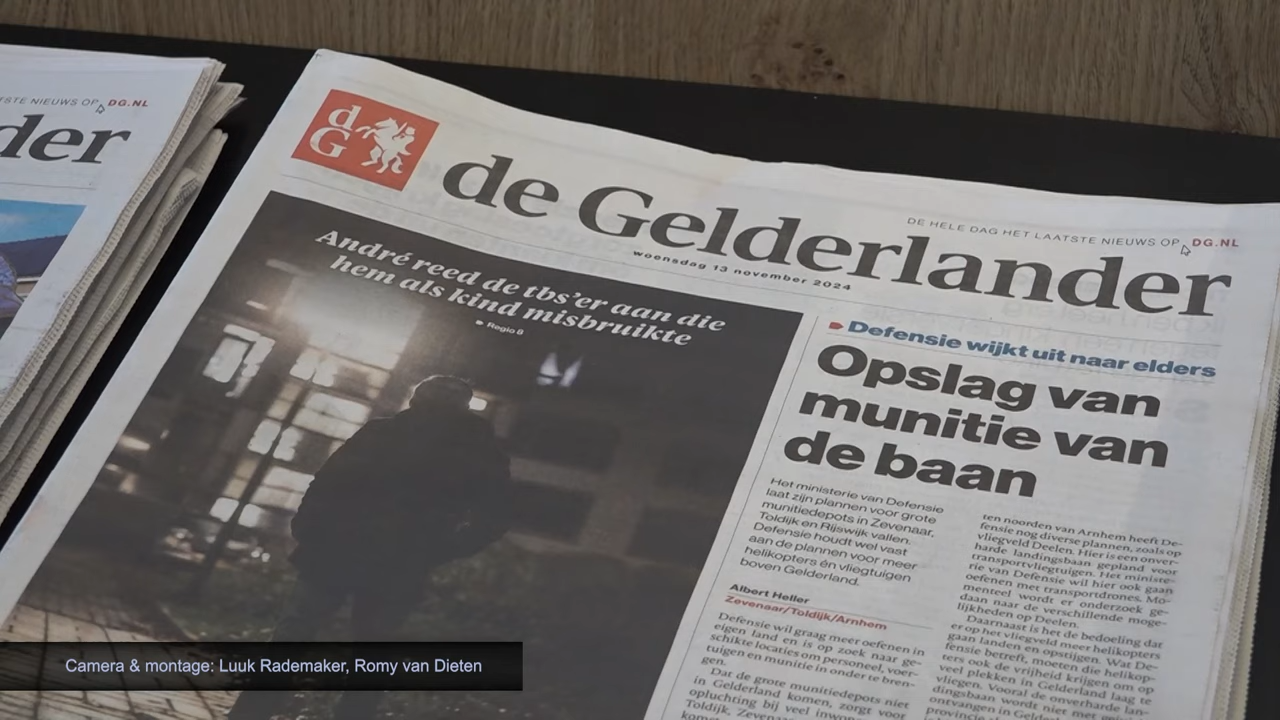 STE NIEUWS OP DG.NL
der
dG
de Gelderlander
DE HELE DAG HET LAATSTE NIEUWS OP DG.NL
woensdag 13 november 2024
André reed de tbs'er aan die
hem als kind misbruikte
Regio 8
Defensie wijkt uit naar elders
Opslag van
munitie van
de baan
Het ministerie van Defensie
laat zijn plannen voor grote
munitiedepots in Zevenaar,
Toldijk en Rijswijk vallen.
Defensie houdt wel vast
aan de plannen voor meer
helikopters én vliegtuigen
boven Gelderland.
Albert Heller
Zevenaar/Toldijk/Arnhem
Defensie wil graag meer oefenen in
eigen land en is op zoek naar ge-
schikte locaties om personeel, voer-
tuigen en munitie in onder te bren-
gen.
Dat de grote munitiedepots niet
in Gelderland komen, zorgt voor
opluchting bij veel inwoners
Toldijk, Zevenaar
ten noorden van Arnhem heeft De-
fensie nog diverse plannen, zoals op
vliegveld Deelen. Hier is een onver-
harde landingsbaan gepland voor
transportvliegtuigen. Het ministe-
rie van Defensie wil hier ook gaan
oefenen met transportdrones. Mo-
menteel wordt er onderzoek ge-
daan naar de verschillende moge-
lijkheden op Deelen.
Daarnaast is het de bedoeling dat
er op het vliegveld meer helikopters
gaan landen en opstijgen. Wat De-
fensie betreft, moeten die helikop-
ters ook de vrijheid krijgen om op
veel plekken in Gelderland laag te
vliegen. Vooral de onverharde lan-
dingsbaan wordt niet met
ontvangen in
Camera & montage: Luuk Rademaker, Romy van Dieten